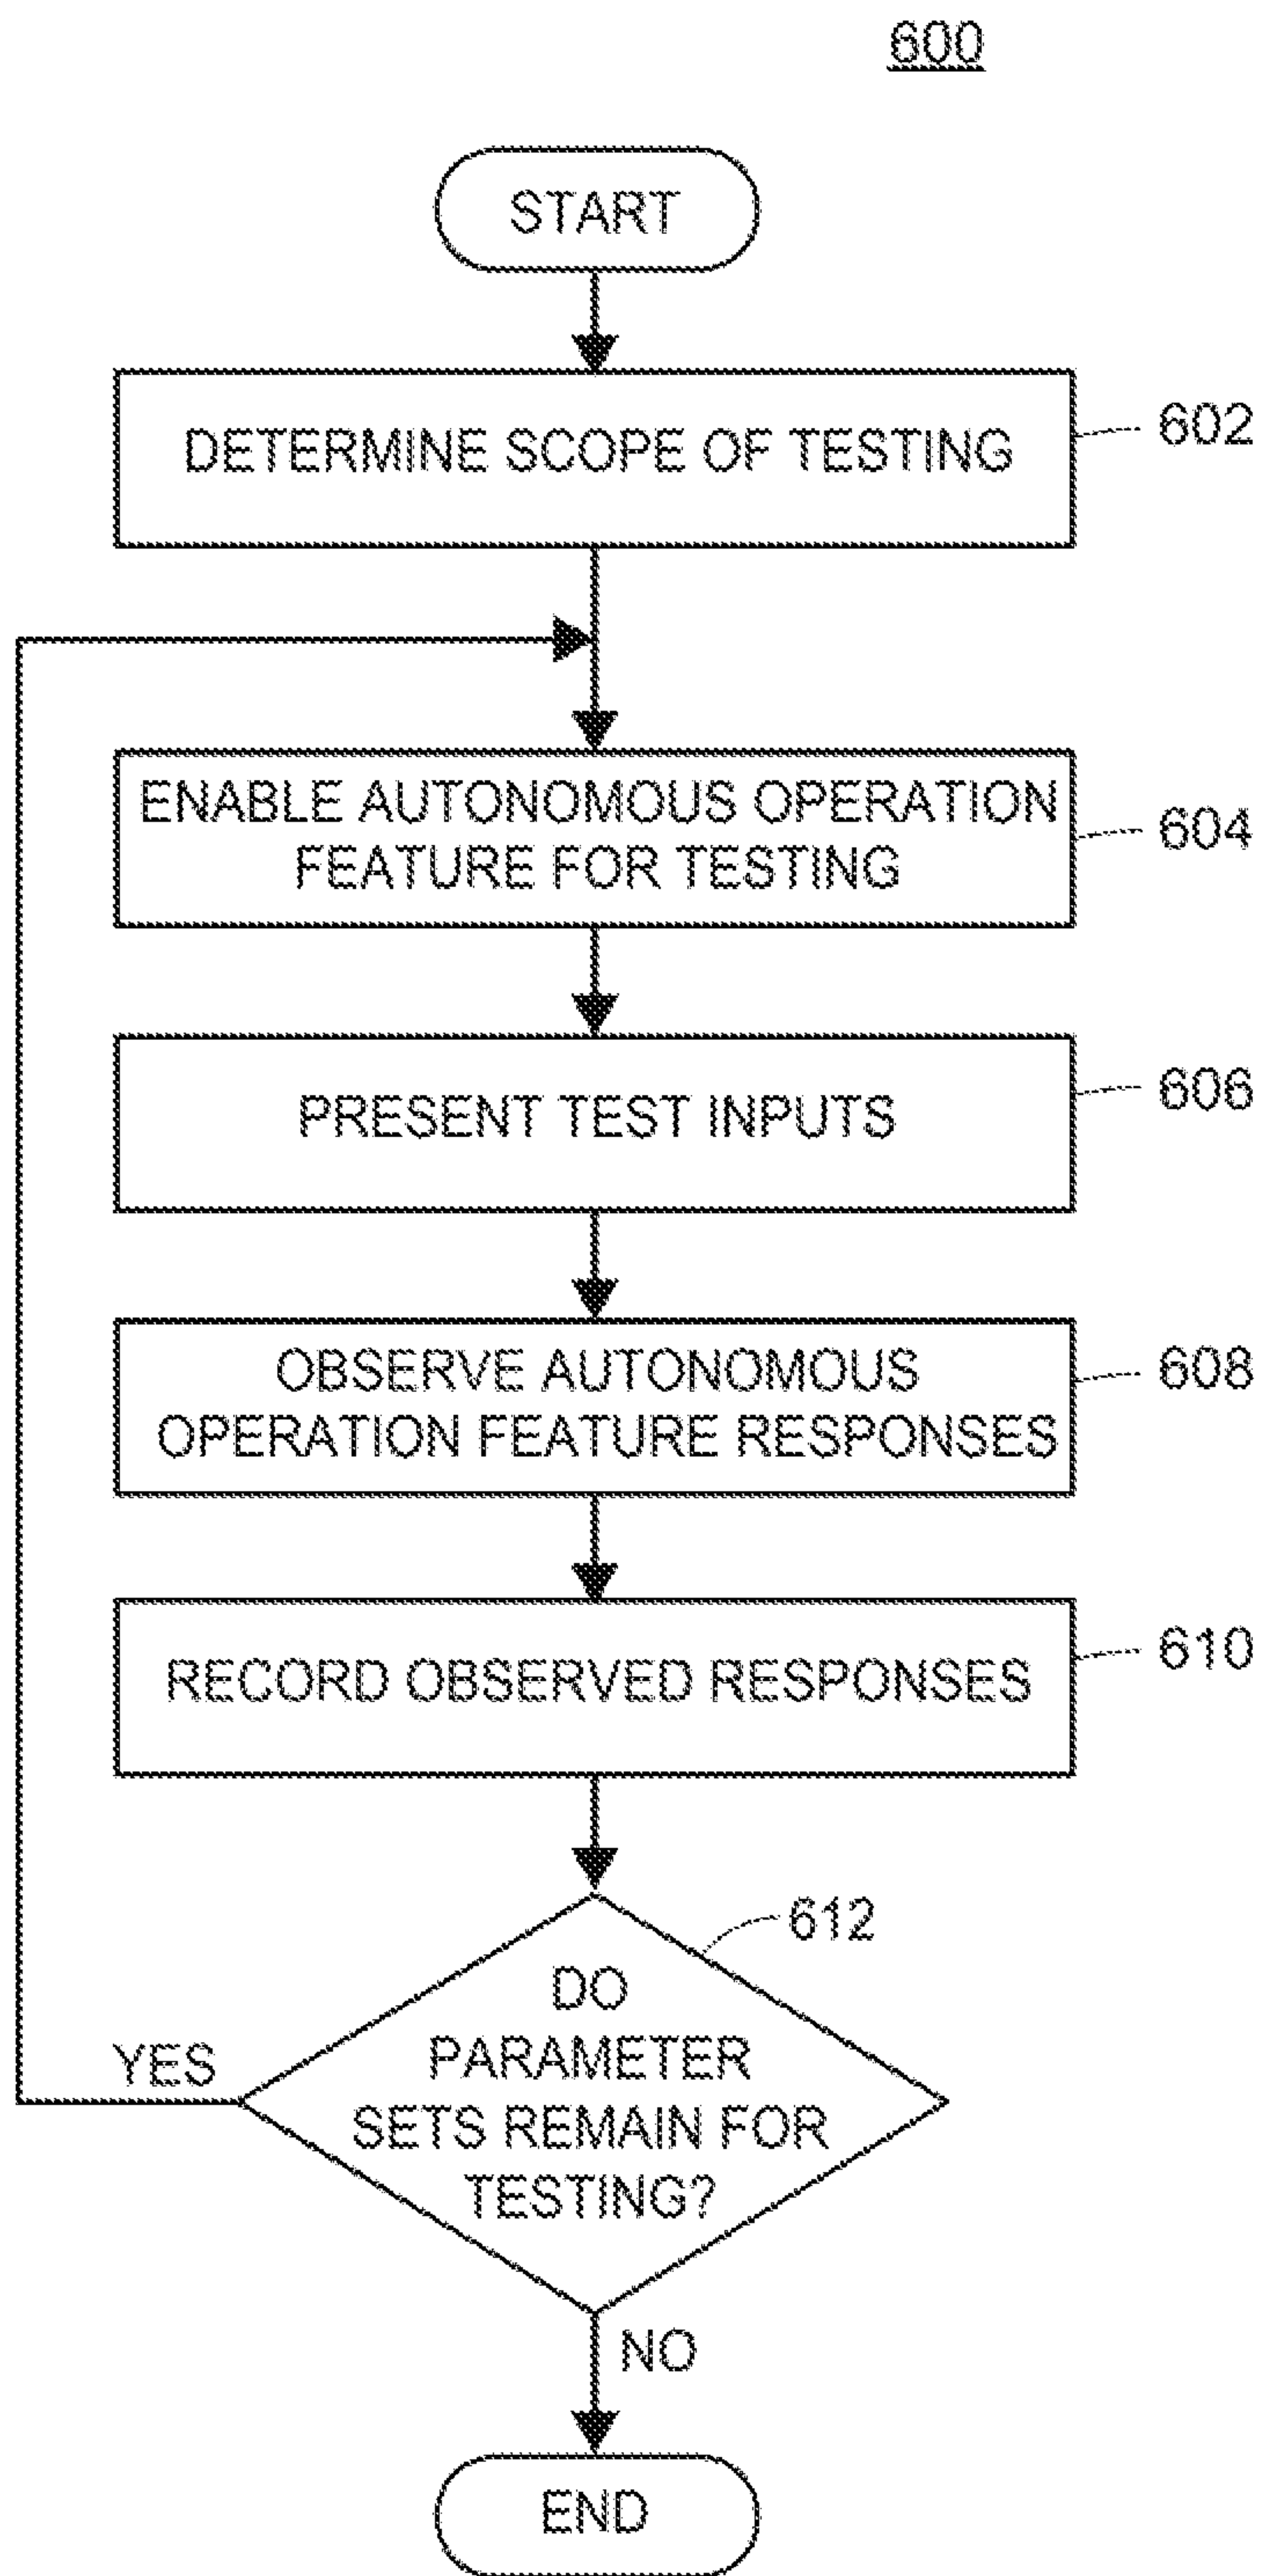 600
START
DETERMINE SCOPE OF TESTING
602
ENABLE AUTONOMOUS OPERATION
FEATURE FOR TESTING
604
PRESENT TEST INPUTS
606
OBSERVE AUTONOMOUS
OPERATION FEATURE RESPONSES
608
RECORD OBSERVED RESPONSES
610
612
DO
PARAMETER
SETS REMAIN FOR
TESTING?
YES
NO
END